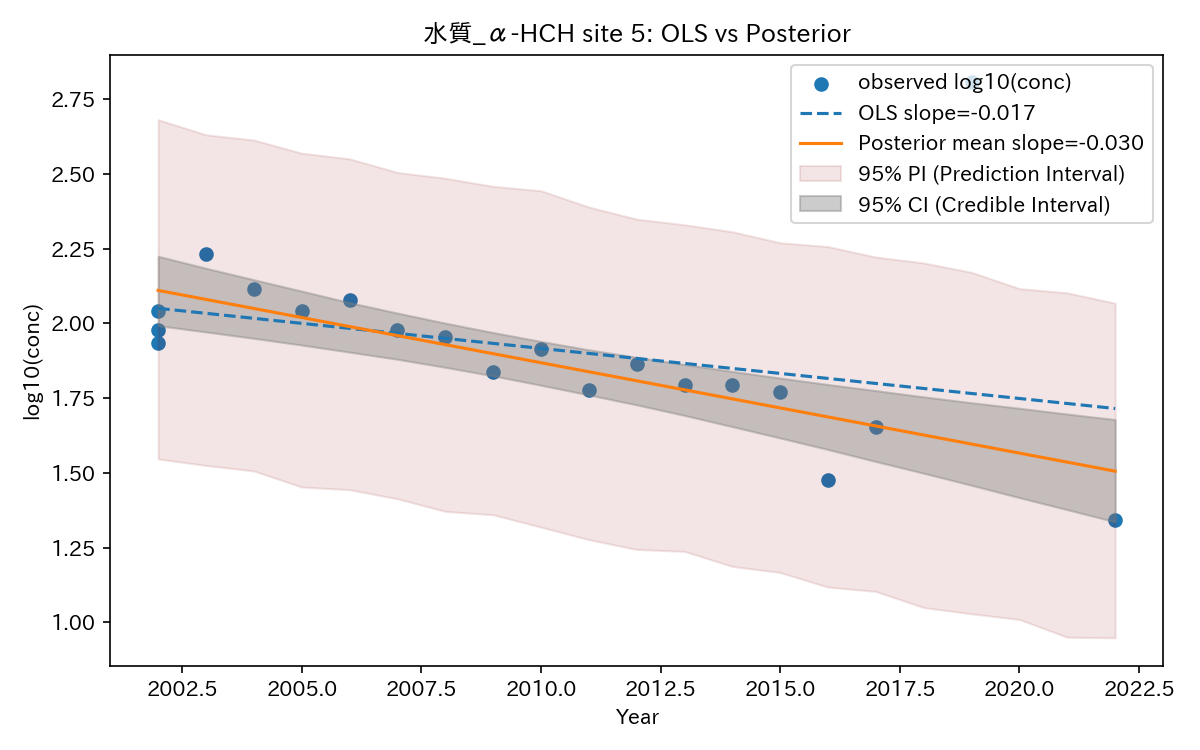 水質_α-HCH site 5: OLS vs Posterior
observed log10(conc)
OLS slope=-0.017
Posterior mean slope=-0.030
95% PI (Prediction Interval)
95% CI (Credible Interval)
log10(conc)
2.75
2.50
2.25
2.00
1.75
1.50
1.25
1.00
2002.5 2005.0 2007.5 2010.0 2012.5 2015.0 2017.5 2020.0 2022.5
Year